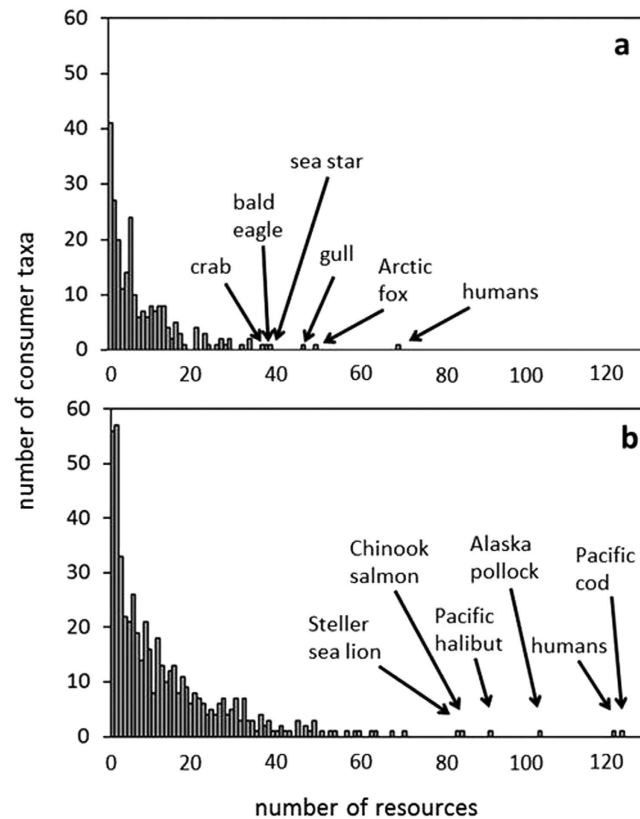 60
a
50
40
30
20
10
0
sea star
bald
eagle
gull
crab
Arctic
fox
humans
0 20 40 60 80 100 120
number of consumer taxa
60
b
50
40
30
20
10
0
Chinook
salmon
Alaska
pollock
Pacific
cod
Steller
sea lion
Pacific
halibut
humans
0 20 40 60 80 100 120
number of resources